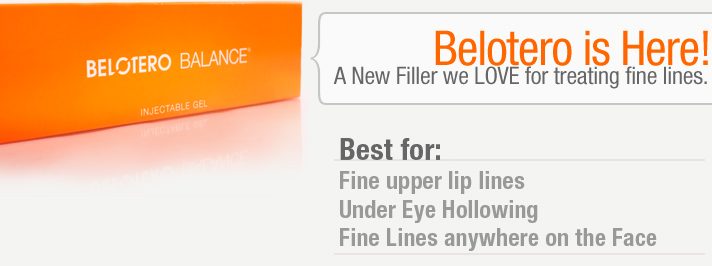 BELOTERO BALANCE®
INJECTABLE GEL
Belotero is Here!
A New Filler we LOVE for treating fine lines.
Best for:
Fine upper lip lines
Under Eye Hollowing
Fine Lines anywhere on the Face